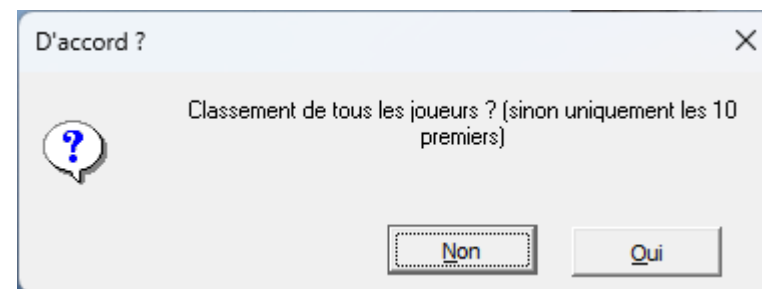 D'accord ?
Classement de tous les joueurs ? (sinon uniquement les 10
premiers)
Non
Oui